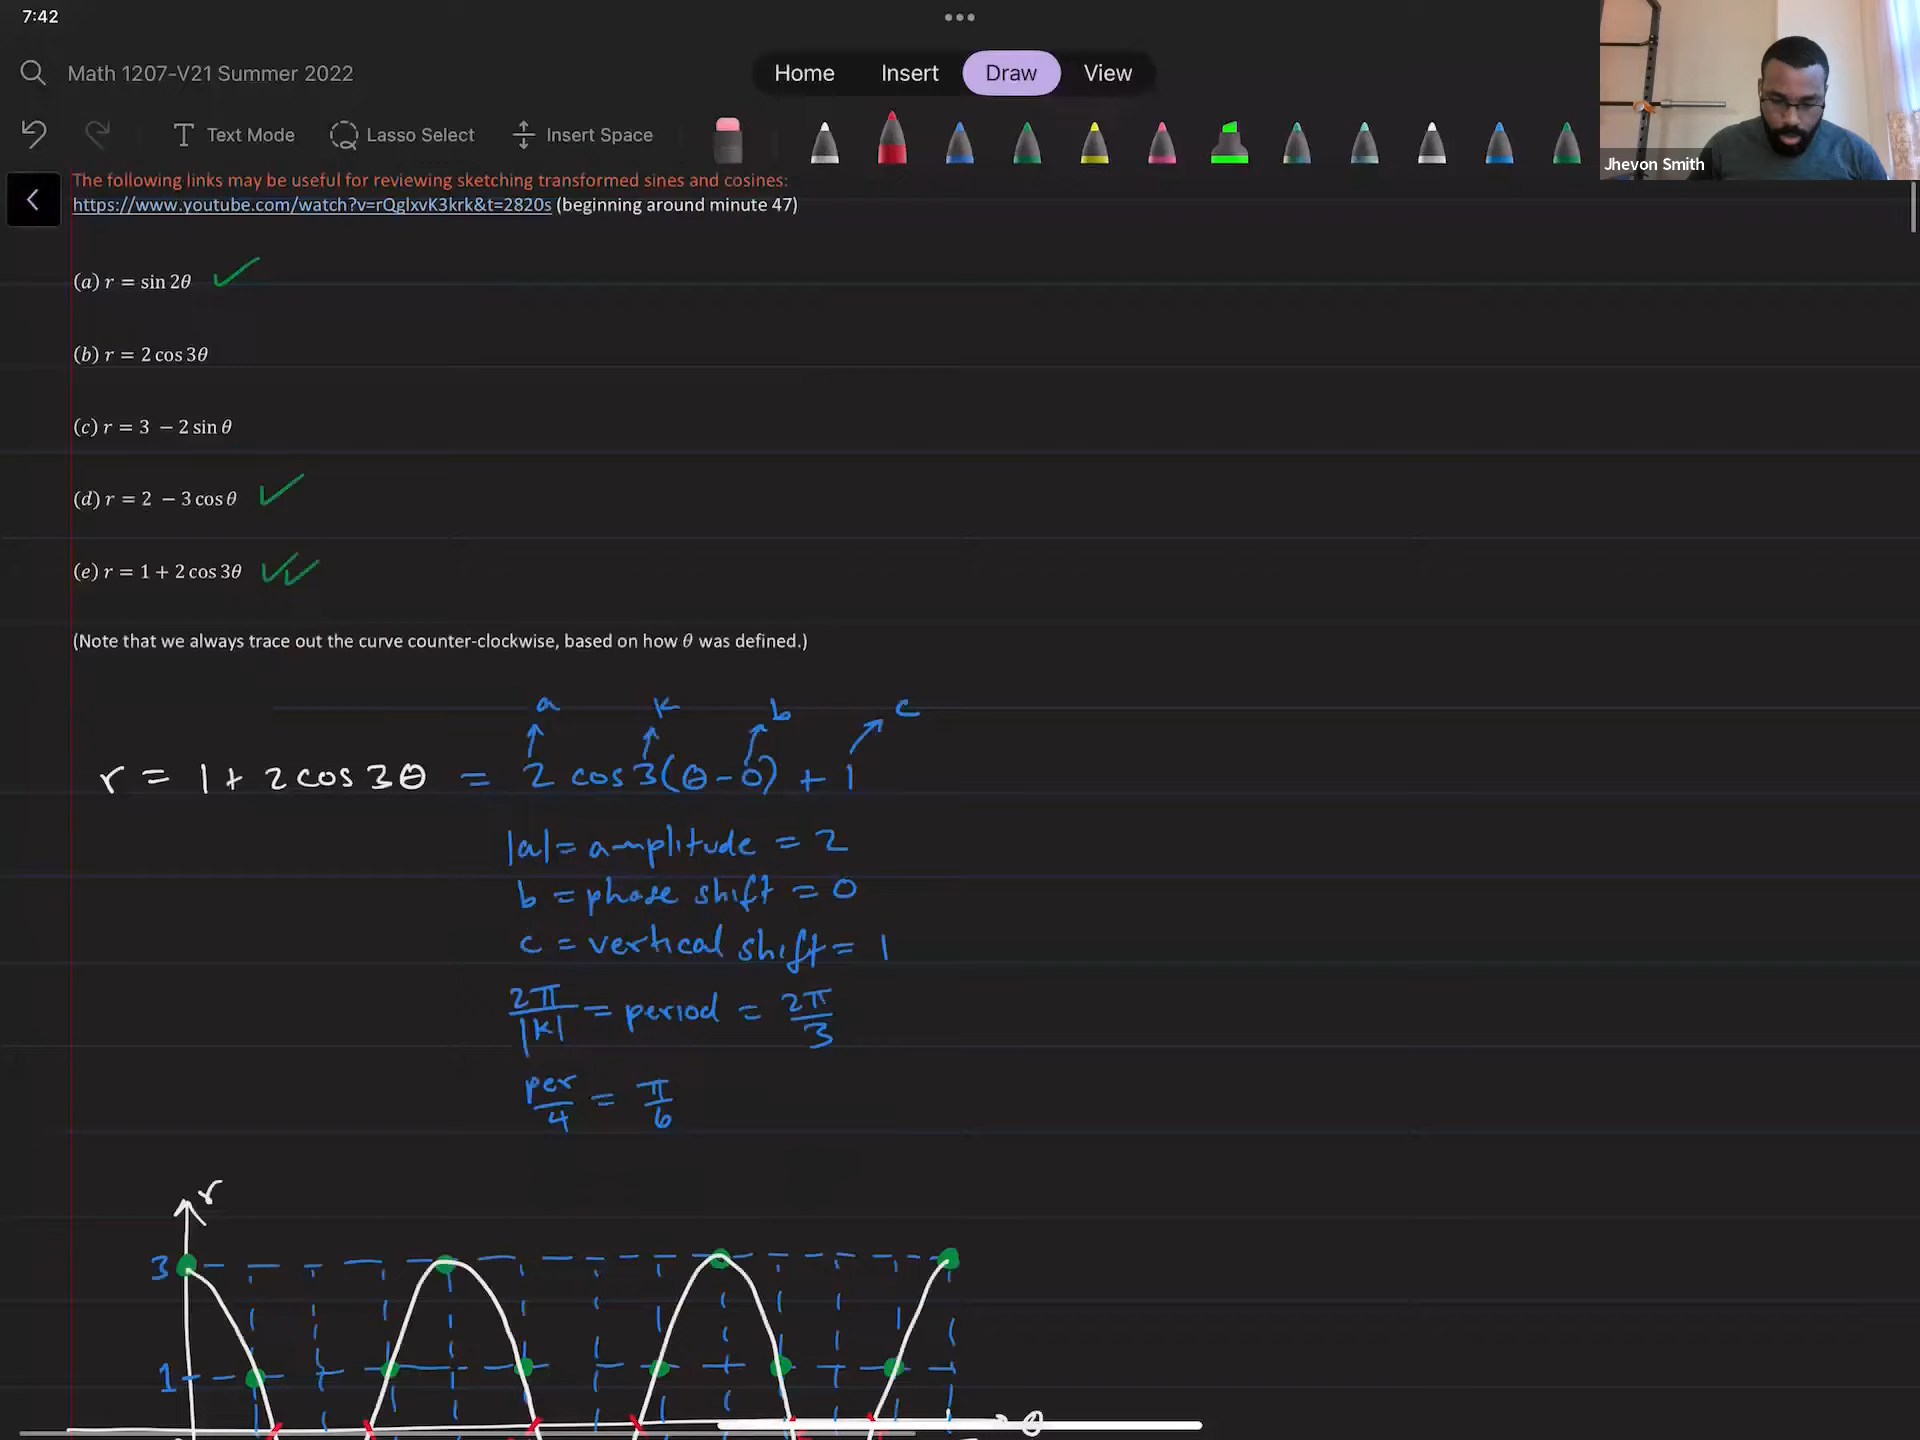 7:42
Math 1207-V21 Summer 2022
Home Insert Draw View
Text Mode Lasso Select Insert Space
Jhevon Smith
The following links may be useful for reviewing sketching transformed sines and cosines:
https://www.youtube.com/watch?v=rQglxvK3krk&t=2820s (beginning around minute 47)
(a) r = sin 2θ
(b) r = 2 cos 3θ
(c) r = 3 − 2 sin θ
(d) r = 2 − 3 cos θ
(e) r = 1 + 2 cos 3θ
(Note that we always trace out the curve counter-clockwise, based on how θ was defined.)
a k b c
r = 1 + 2 cos 3θ = 2 cos 3(θ - 0) + 1
|a| = amplitude = 2
b = phase shift = 0
c = vertical shift = 1
2π/|k| = period = 2π/3
per/4 = π/6
r
3
1
θ